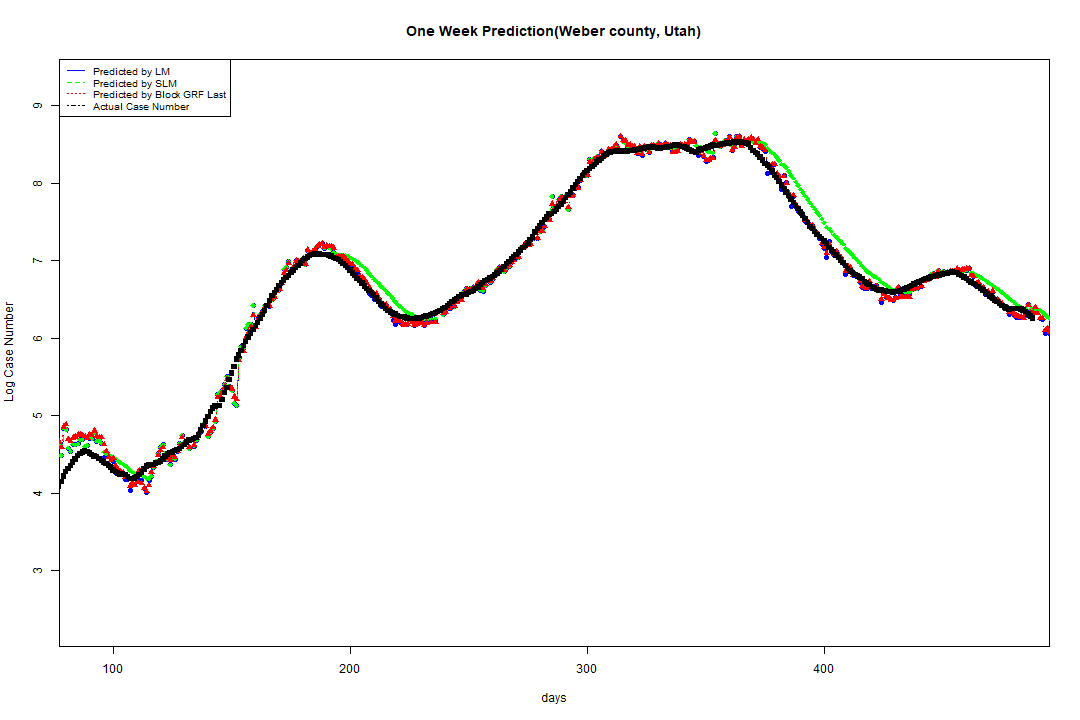 One Week Prediction(Weber county, Utah)
Predicted by LM
Predicted by SLM
Predicted by Block GRF Last
Actual Case Number
9
8
7
6
5
4
3
Log Case Number
100
200
300
400
days